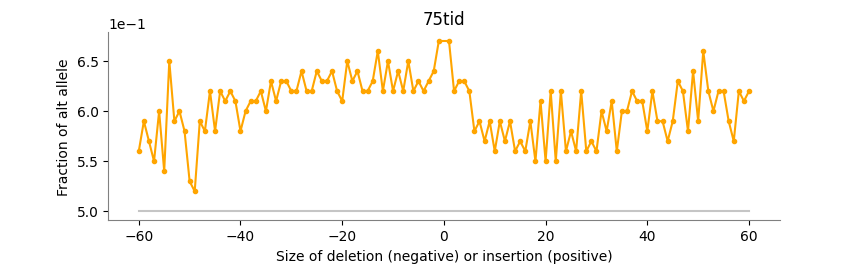 75tid
1e−1
Fraction of alt allele
6.5
6.0
5.5
5.0
−60 −40 −20 0 20 40 60
Size of deletion (negative) or insertion (positive)